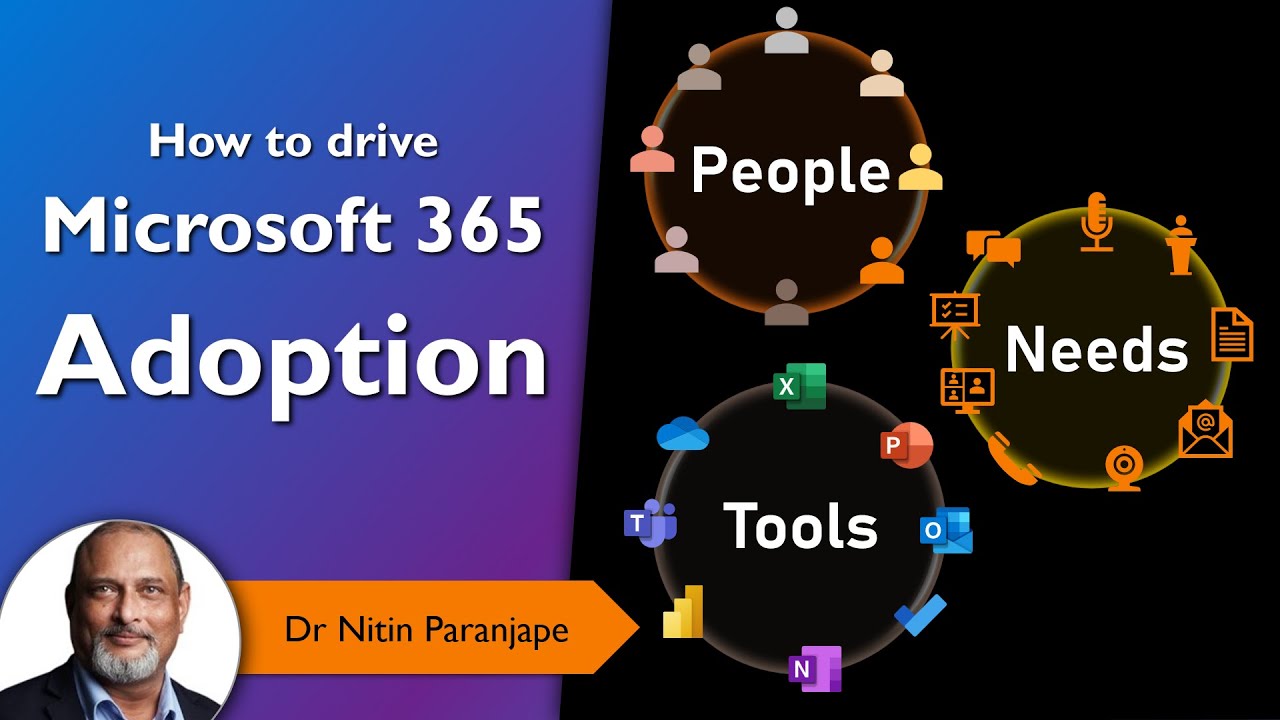 How to drive
Microsoft 365
Adoption
Dr Nitin Paranjape
People
Needs
Tools
X
P
T
O
N
@